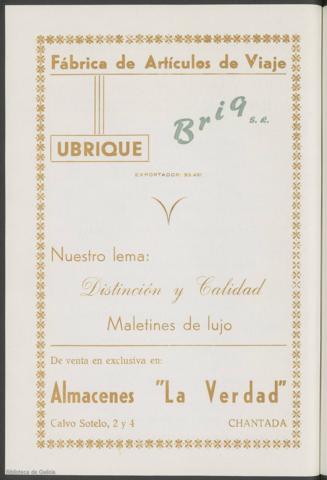 Fábrica de Artículos de Viaje
UBRIQUE
Briq s.r.
Nuestro lema:
Distinción y Calidad
Maletines de lujo
De venta en exclusiva en:
Almacenes "La Verdad"
Calvo Sotelo, 2 y 4 CHANTADA
Biblioteca de Galicia